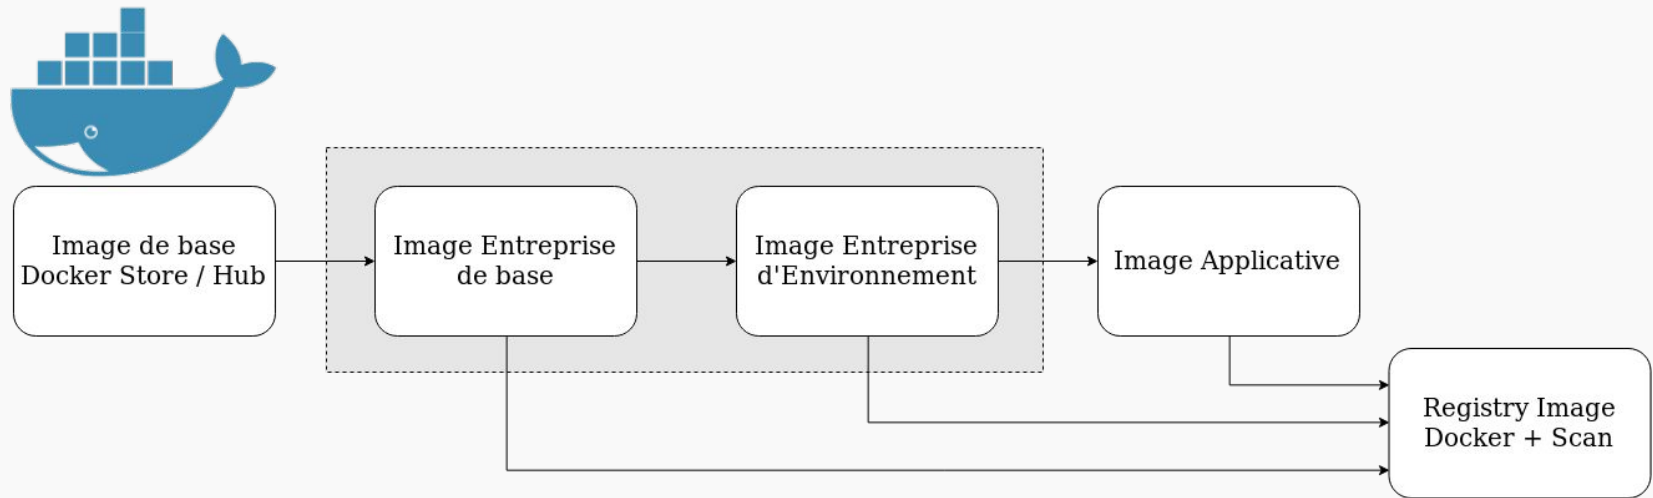 Image de base
Docker Store / Hub
Image Entreprise
de base
Image Entreprise
d'Environnement
Image Applicative
Registry Image
Docker + Scan